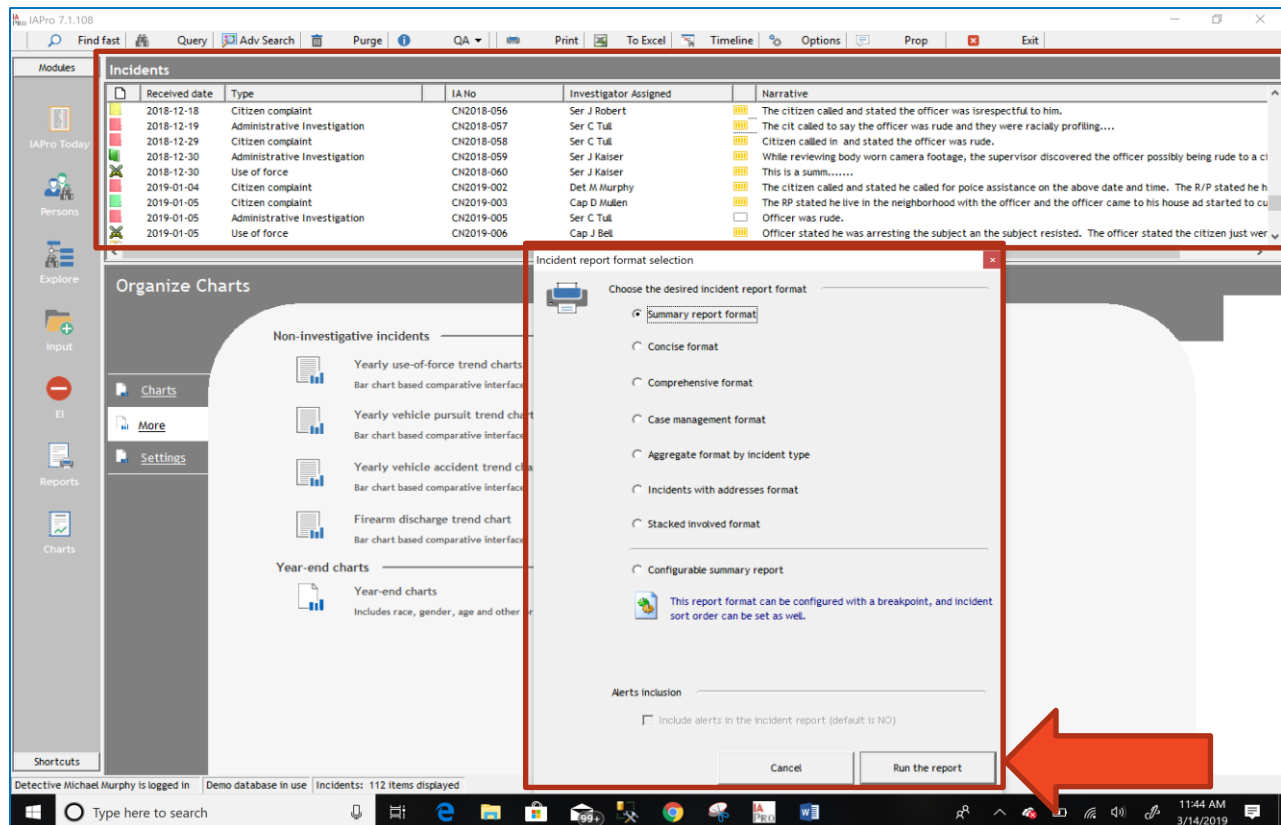 IAPro 7.1.108
Find fast Query Adv Search Purge QA Print To Excel Timeline Options Prop Exit
Modules
Incidents
Received date Type IA No Investigator Assigned Narrative
2018-12-18 Citizen complaint CN2018-056 Ser J Robert The citizen called and stated the officer was isrespectful to him.
2018-12-19 Administrative Investigation CN2018-057 Ser C Tull The cit called to say the officer was rude and they were racially profiling....
2018-12-29 Citizen complaint CN2018-058 Ser C Tull Citizen called in and stated the officer was rude.
2018-12-30 Administrative Investigation CN2018-059 Ser J Kaiser While reviewing body worn camera footage, the supervisor discovered the officer possibly being rude to a ci
2018-12-30 Use of force CN2018-060 Ser J Kaiser This is a summ.......
2019-01-04 Citizen complaint CN2019-002 Det M Murphy The citizen called and stated he called for poice assistance on the above date and time. The R/P stated he h
2019-01-05 Citizen complaint CN2019-003 Cap D Mullen The RP stated he live in the neighborhood with the officer and the officer came to his house ad started to cu
2019-01-05 Administrative Investigation CN2019-005 Ser C Tull Officer was rude.
2019-01-05 Use of force CN2019-006 Cap J Bell Officer stated he was arresting the subject an the subject resisted. The officer stated the citizen just wer
IAPro Today
Persons
Explore
Input
EI
Reports
Charts
Shortcuts
Organize Charts
Charts
More
Settings
Non-investigative incidents
Yearly use-of-force trend charts
Bar chart based comparative interface
Yearly vehicle pursuit trend chart
Bar chart based comparative interface
Yearly vehicle accident trend cha
Bar chart based comparative interface
Firearm discharge trend chart
Bar chart based comparative interface
Year-end charts
Year-end charts
Includes race, gender, age and other
Incident report format selection
Choose the desired incident report format
Summary report format
Concise format
Comprehensive format
Case management format
Aggregate format by incident type
Incidents with addresses format
Stacked involved format
Configurable summary report
This report format can be configured with a breakpoint, and incident
sort order can be set as well.
Alerts inclusion
Include alerts in the incident report (default is NO)
Cancel Run the report
Detective Michael Murphy is logged in Demo database in use Incidents: 112 items displayed
Type here to search
99+
IA
PRO
11:44 AM
3/14/2019